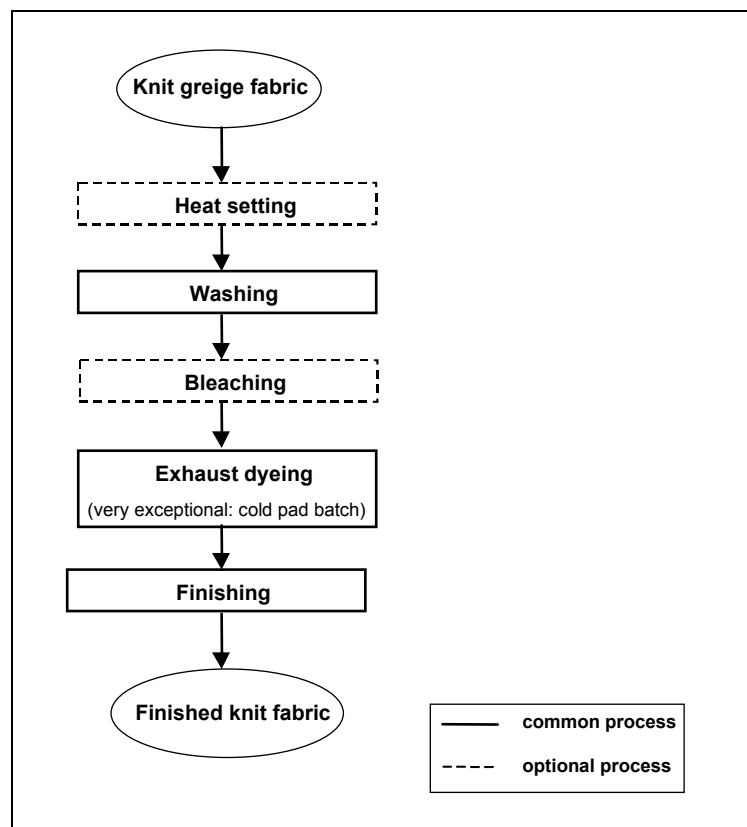 Knit greige fabric
Heat setting
Washing
Bleaching
Exhaust dyeing
(very exceptional: cold pad batch)
Finishing
Finished knit fabric
common process
optional process